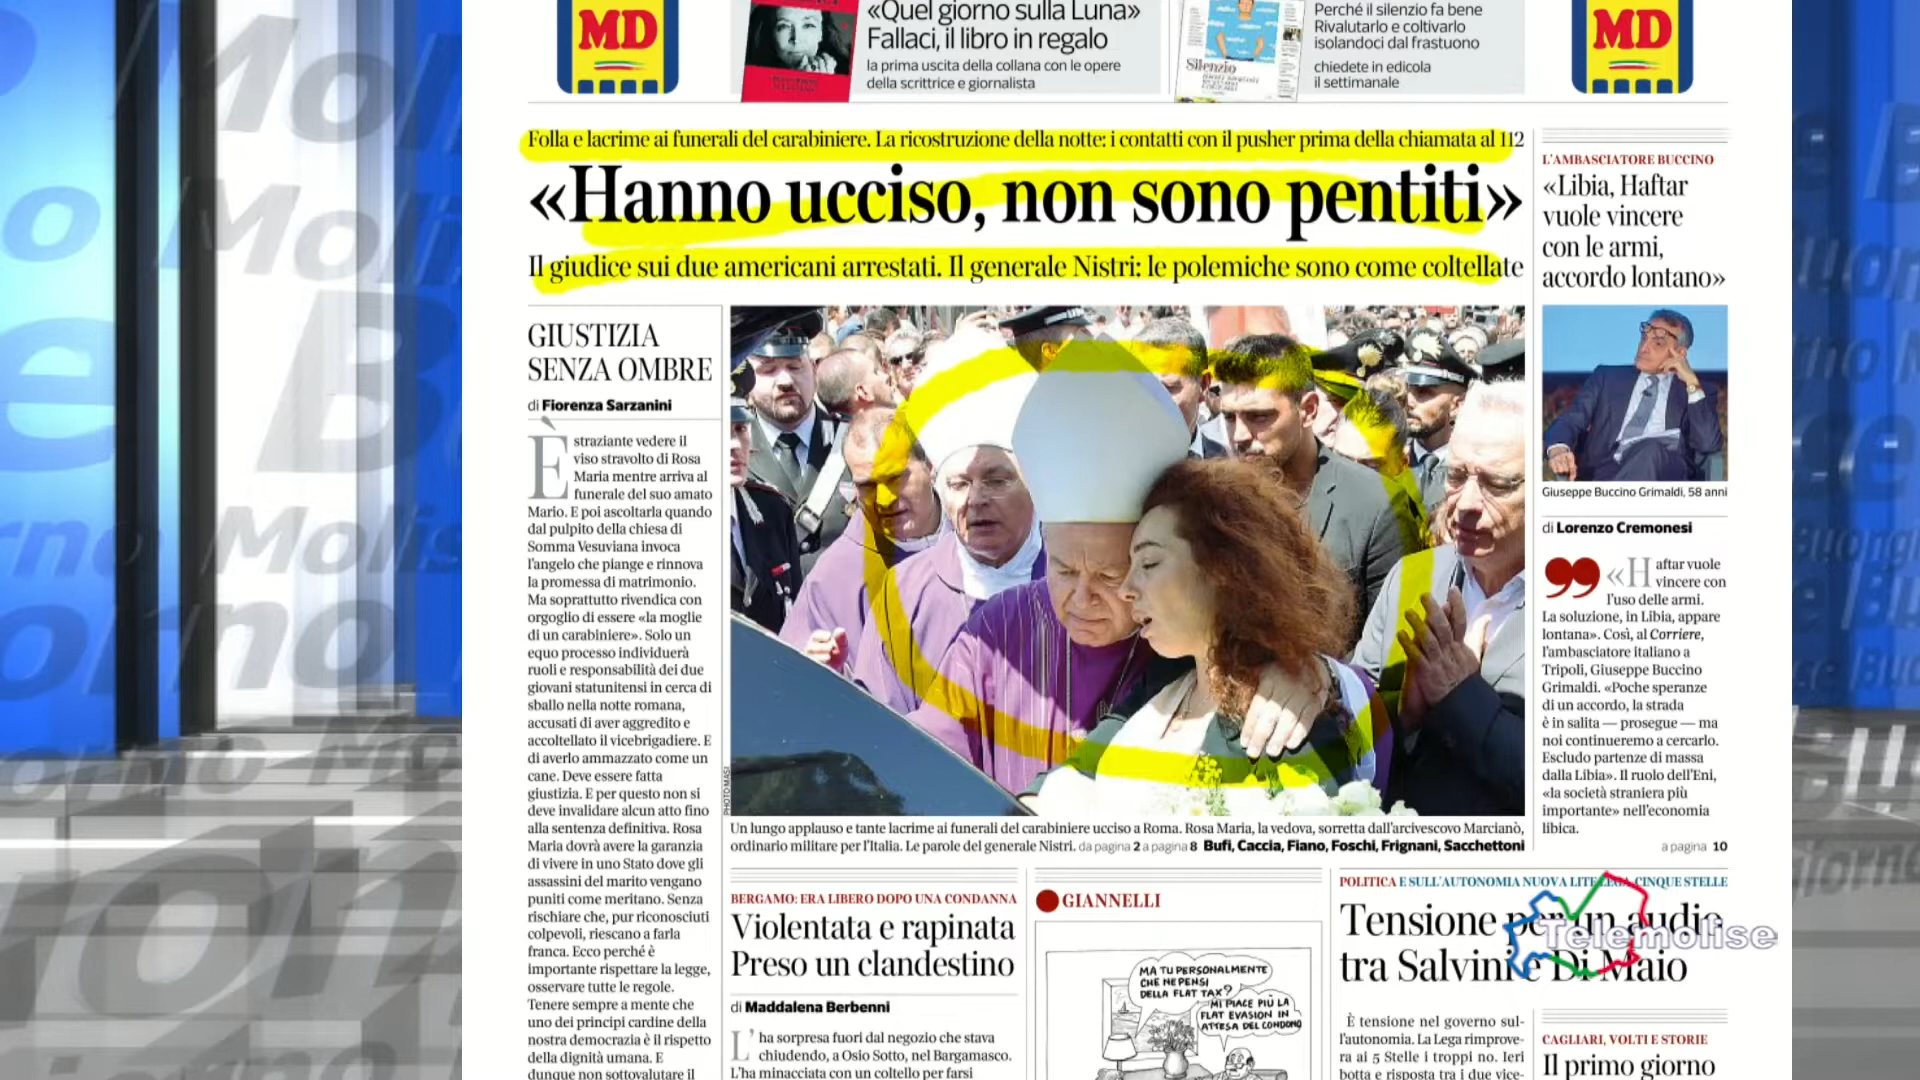 MD
«Quel giorno sulla Luna»
Fallaci, il libro in regalo
la prima uscita della collana con le opere
della scrittrice e giornalista
Silenzio
Perché il silenzio fa bene
Rivalutarlo e coltivarlo
isolandoci dal frastuono
chiedete in edicola
il settimanale
MD
Folla e lacrime ai funerali del carabiniere. La ricostruzione della notte: i contatti con il pusher prima della chiamata al 112
«Hanno ucciso, non sono pentiti»
Il giudice sui due americani arrestati. Il generale Nistri: le polemiche sono come coltellate
GIUSTIZIA
SENZA OMBRE
di Fiorenza Sarzanini
È straziante vedere il
viso stravolto di Rosa
Maria mentre arriva al
funerale del suo amato
Mario. E poi ascoltarla quando
dal pulpito della chiesa di
Somma Vesuviana invoca
l'angelo che piange e rinnova
la promessa di matrimonio.
Ma soprattutto rivendica con
orgoglio di essere «la moglie
di un carabiniere». Solo un
equo processo individuerà
ruoli e responsabilità dei due
giovani statunitensi in cerca di
sballo nella notte romana,
accusati di aver aggredito e
accoltellato il vicebrigadiere. E
di averlo ammazzato come un
cane. Deve essere fatta
giustizia. E per questo non si
deve invalidare alcun atto fino
alla sentenza definitiva. Rosa
Maria dovrà avere la garanzia
di vivere in uno Stato dove gli
assassini del marito vengano
puniti come meritano. Senza
rischiare che, pur riconosciuti
colpevoli, riescano a farla
franca. Ecco perché è
importante rispettare la legge,
osservare tutte le regole.
Tenere sempre a mente che
uno dei principi cardine della
nostra democrazia è il rispetto
della dignità umana. E
dunque non sottovalutare il
PHOTO MASI
Un lungo applauso e tante lacrime ai funerali del carabiniere ucciso a Roma. Rosa Maria, la vedova, sorretta dall'arcivescovo Marcianò,
ordinario militare per l'Italia. Le parole del generale Nistri. da pagina 2 a pagina 8 Bufi, Caccia, Fiano, Foschi, Frignani, Sacchettoni
L'AMBASCIATORE BUCCINO
«Libia, Haftar
vuole vincere
con le armi,
accordo lontano»
Giuseppe Buccino Grimaldi, 58 anni
di Lorenzo Cremonesi
«Haftar vuole
vincere con
l'uso delle armi.
La soluzione, in Libia, appare
lontana». Così, al Corriere,
l'ambasciatore italiano a
Tripoli, Giuseppe Buccino
Grimaldi. «Poche speranze
di un accordo, la strada
è in salita — prosegue — ma
noi continueremo a cercarlo.
Escludo partenze di massa
dalla Libia». Il ruolo dell'Eni,
«la società straniera più
importante» nell'economia
libica.
a pagina 10
BERGAMO: ERA LIBERO DOPO UNA CONDANNA
Violentata e rapinata
Preso un clandestino
di Maddalena Berbenni
L'ha sorpresa fuori dal negozio che stava
chiudendo, a Osio Sotto, nel Bargamasco.
L'ha minacciata con un coltello per farsi
GIANNELLI
MA TU PERSONALMENTE
CHE NE PENSI
DELLA FLAT TAX?
MI PIACE PIÙ LA
FLAT EVASION IN
ATTESA DEL CONDONO
POLITICA E SULL'AUTONOMIA NUOVA LITE LEGA-CINQUE STELLE
Tensione per un audio
tra Salvini e Di Maio
Telemolise
È tensione nel governo sul-
l'autonomia. La Lega rimprove-
ra ai 5 Stelle i troppi no. Ieri
botta e risposta tra i due vice-
CAGLIARI, VOLTI E STORIE
Il primo giorno